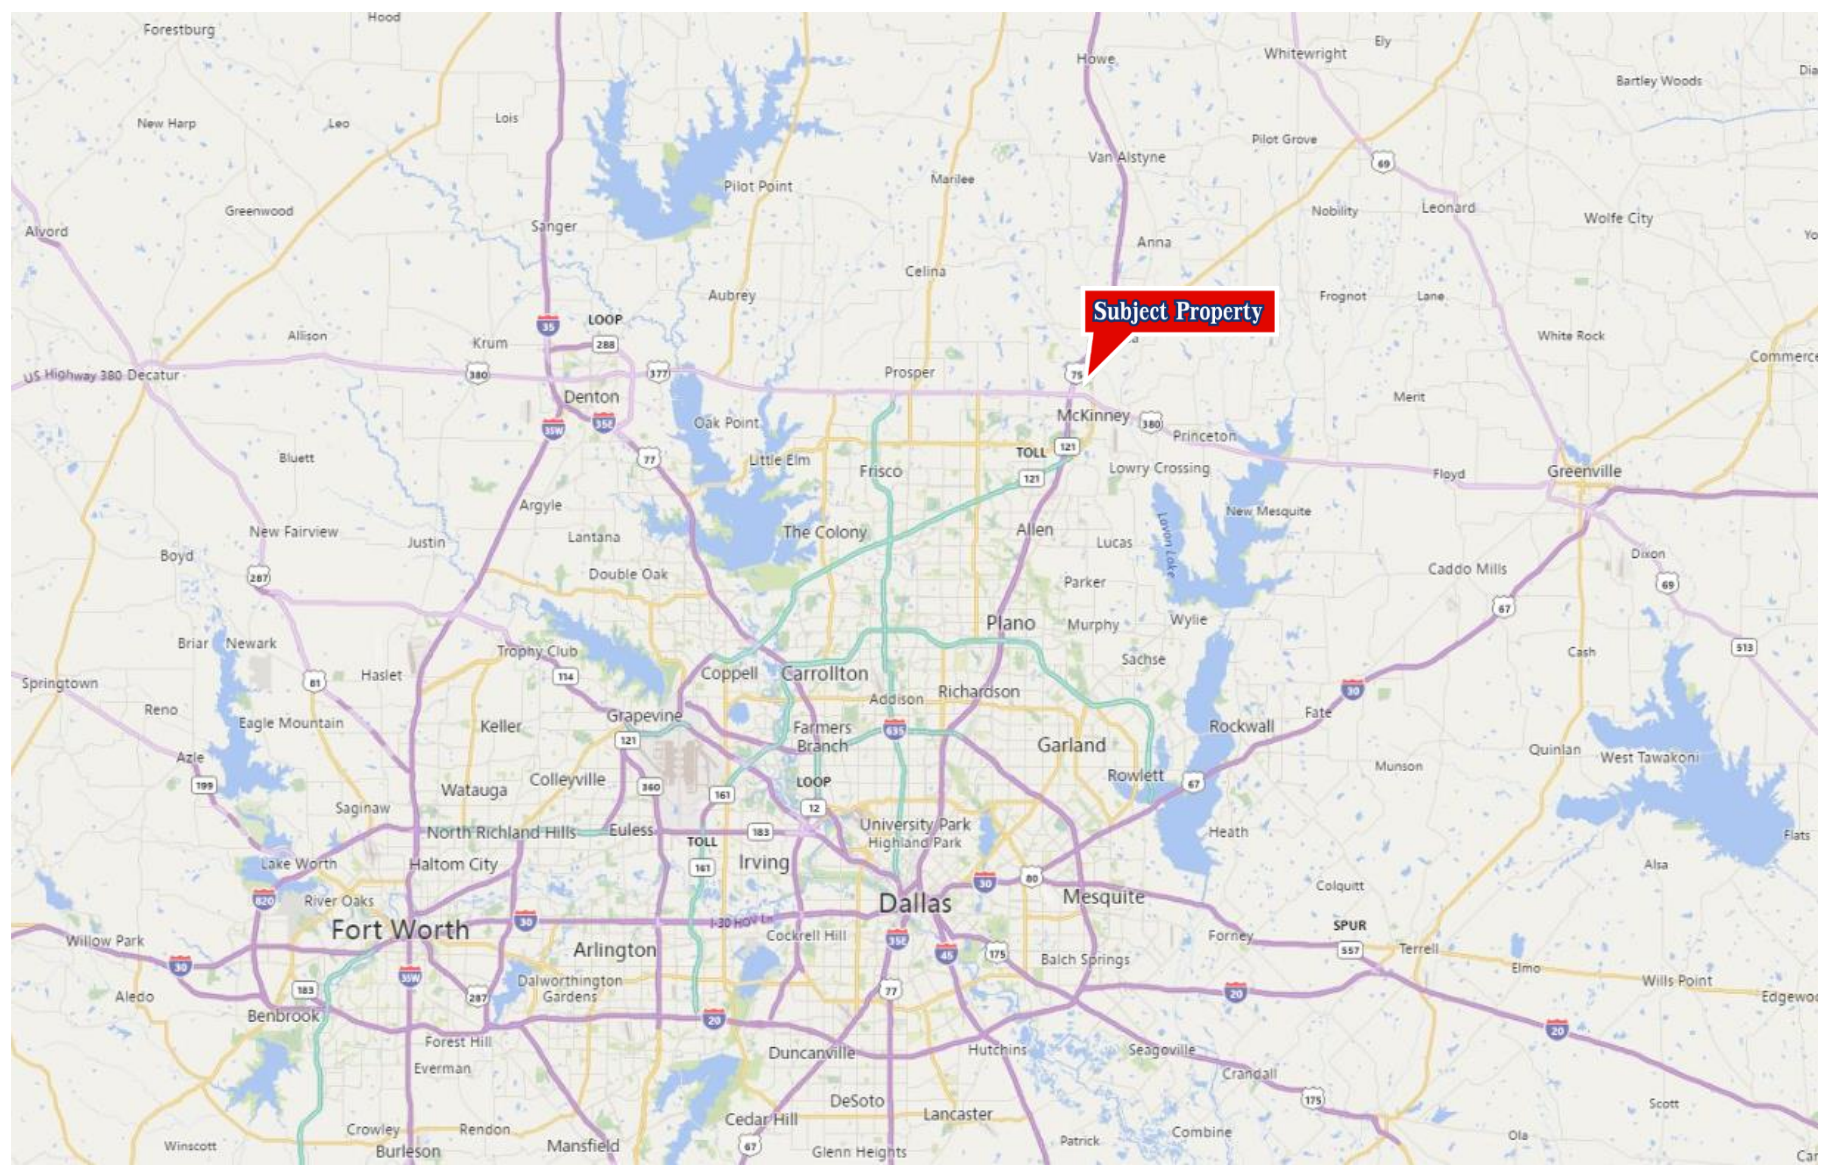 Hood
Forestburg
Ely
Whitewright
Howe
Bartley Woods
Dia
New Harp
Leo
Lois
Pilot Grove
Van Alstyne
69
Marilee
Pilot Point
Greenwood
Nobility
Leonard
Wolfe City
Sanger
Alvord
Yo
Anna
Celina
Aubrey
Frognot
Lane
Subject Property
LOOP
35
288
Allison
Krum
White Rock
a
Commerce
US Highway 380
Decatur
380
377
Prosper
75
Denton
Merit
McKinney
35W
35E
Oak Point
380
Princeton
121
TOLL
Bluett
77
Little Elm
Frisco
Lowry Crossing
Floyd
Greenville
121
Argyle
New Mesquite
Lavon Lake
New Fairview
Justin
Lantana
The Colony
Allen
Lucas
Boyd
Dixon
287
Double Oak
Parker
Caddo Mills
69
67
Plano
Murphy
Wylie
Briar
Newark
Trophy Club
513
Cash
Sachse
Springtown
Haslet
81
114
Coppell
Carrollton
Richardson
30
Addison
Reno
Eagle Mountain
Keller
Grapevine
Fate
Farmers
Branch
635
Rockwall
121
Garland
Quinlan
West Tawakoni
Azle
Munson
199
Watauga
Colleyville
360
161
LOOP
12
Rowlett
67
Saginaw
North Richland Hills
Euless
183
University Park
Heath
Highland Park
Flats
TOLL
161
Lake Worth
Haltom City
Irving
Alsa
30
80
Colquitt
820
River Oaks
Dallas
Mesquite
Fort Worth
30
I-30 HOV Ln
Cockrell Hill
35E
SPUR
Forney
557
Terrell
Willow Park
Arlington
45
175
Balch Springs
30
35W
Elmo
Dalworthington
Gardens
Wills Point
Aledo
183
287
77
20
Edgewoo
Benbrook
20
20
Forest Hill
Duncanville
Hutchins
Seagoville
Everman
Crandall
DeSoto
175
Lancaster
Scott
Cedar Hill
Crowley
Rendon
Combine
Ola
Winscott
Burleson
Mansfield
67
Glenn Heights
Patrick
Car